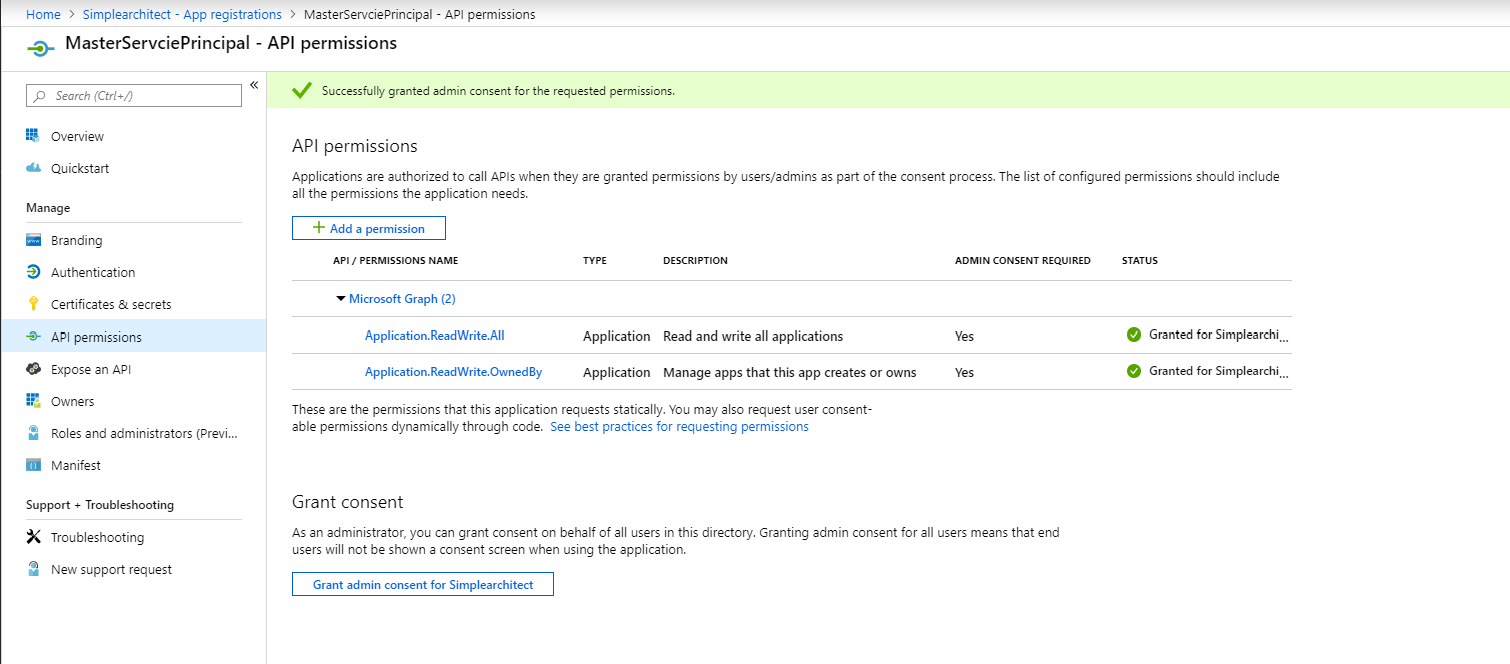 Home > Simplearchitect - App registrations > MasterServciePrincipal - API permissions
MasterServciePrincipal - API permissions
Search (Ctrl+/)
«
Overview
Quickstart
Manage
Branding
Authentication
Certificates & secrets
API permissions
Expose an API
Owners
Roles and administrators (Previ...
Manifest
Support + Troubleshooting
Troubleshooting
New support request
Successfully granted admin consent for the requested permissions.
API permissions
Applications are authorized to call APIs when they are granted permissions by users/admins as part of the consent process. The list of configured permissions should include
all the permissions the application needs.
+ Add a permission
API / PERMISSIONS NAME TYPE DESCRIPTION ADMIN CONSENT REQUIRED STATUS
Microsoft Graph (2)
Application.ReadWrite.All Application Read and write all applications Yes Granted for Simplearchi...
Application.ReadWrite.OwnedBy Application Manage apps that this app creates or owns Yes Granted for Simplearchi...
These are the permissions that this application requests statically. You may also request user consent-
able permissions dynamically through code. See best practices for requesting permissions
Grant consent
As an administrator, you can grant consent on behalf of all users in this directory. Granting admin consent for all users means that end
users will not be shown a consent screen when using the application.
Grant admin consent for Simplearchitect